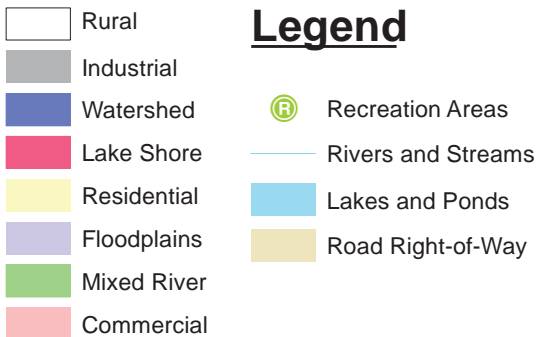 Rural
Industrial
Watershed
Lake Shore
Residential
Floodplains
Mixed River
Commercial
Legend
R
Recreation Areas
Rivers and Streams
Lakes and Ponds
Road Right-of-Way